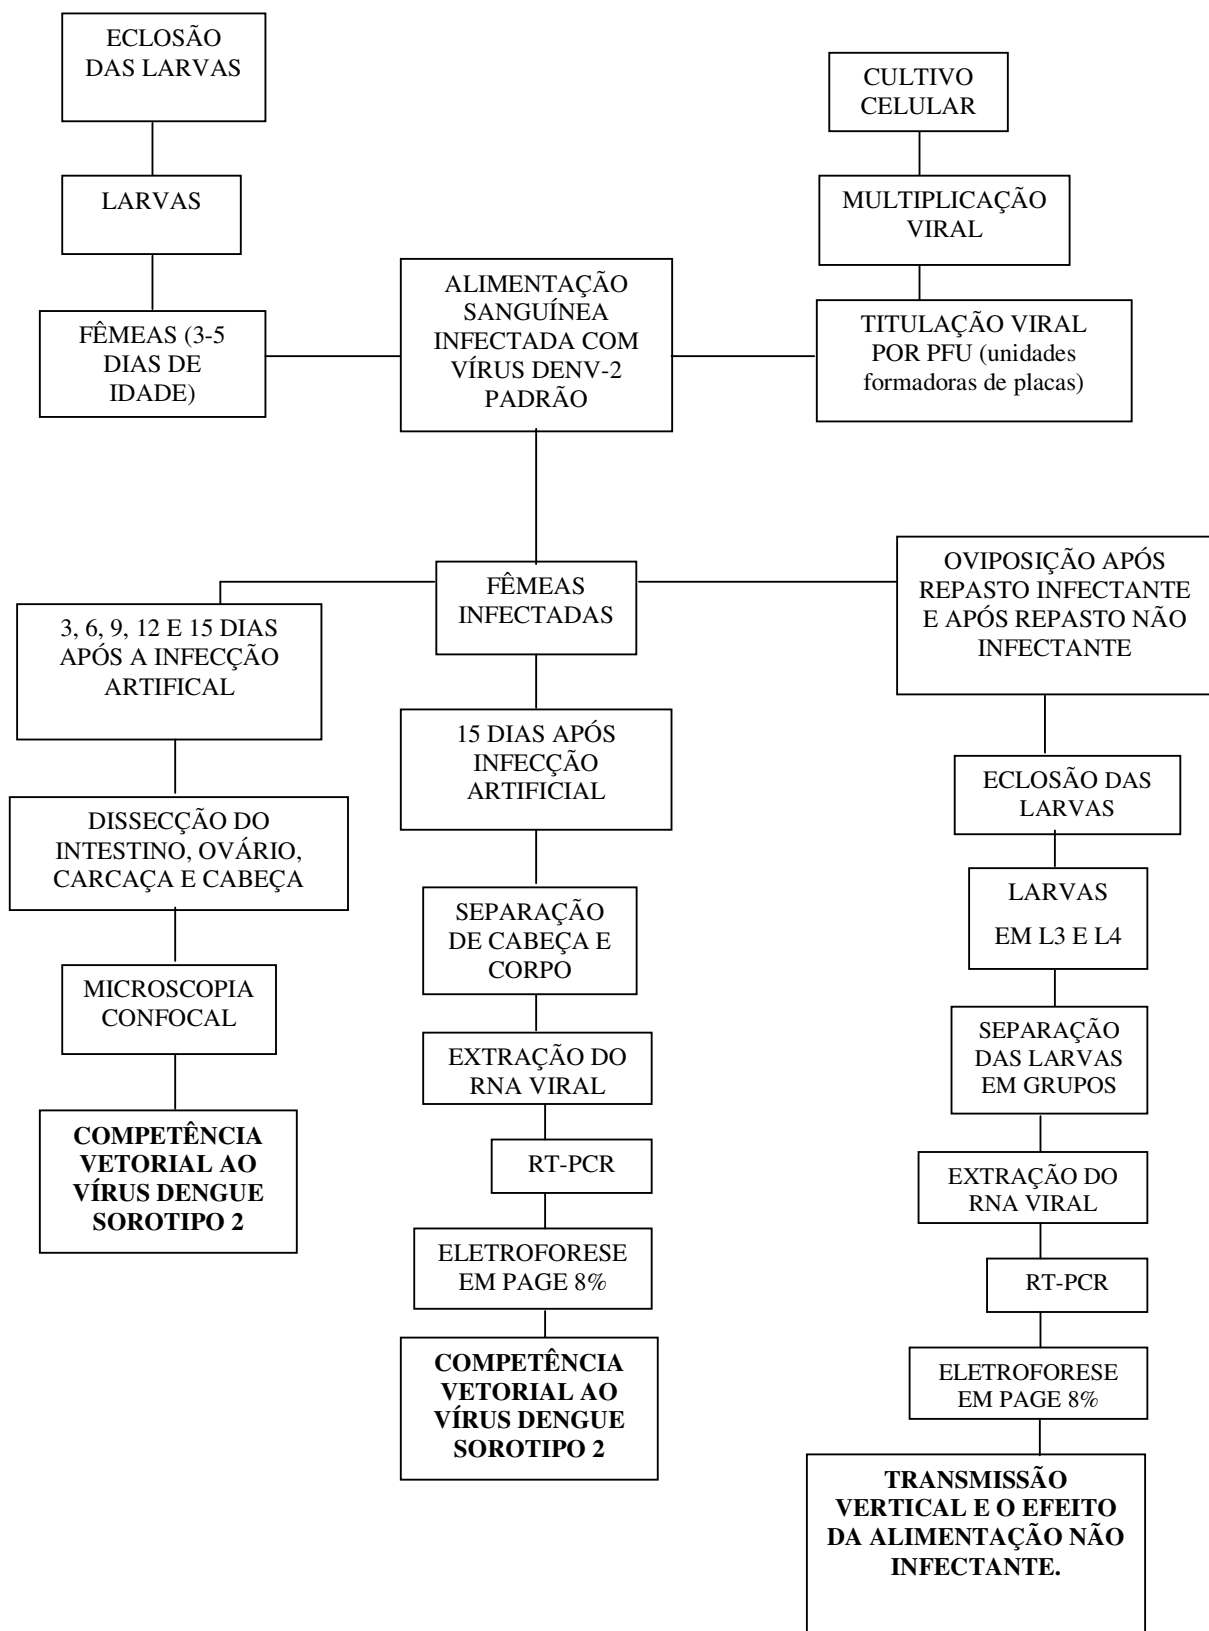 ECLOSÃO
DAS LARVAS
LARVAS
FÊMEAS (3-5
DIAS DE
IDADE)
ALIMENTAÇÃO
SANGUÍNEA
INFECTADA COM
VÍRUS DENV-2
PADRÃO
CULTIVO
CELULAR
MULTIPLICAÇÃO
VIRAL
TITULAÇÃO VIRAL
POR PFU (unidades
formadoras de placas)
FÊMEAS
INFECTADAS
3, 6, 9, 12 E 15 DIAS
APÓS A INFECÇÃO
ARTIFICAL
DISSECÇÃO DO
INTESTINO, OVÁRIO,
CARCAÇA E CABEÇA
MICROSCOPIA
CONFOCAL
COMPETÊNCIA
VETORIAL AO
VÍRUS DENGUE
SOROTIPO 2
15 DIAS APÓS
INFECÇÃO
ARTIFICIAL
SEPARAÇÃO
DE CABEÇA E
CORPO
EXTRAÇÃO DO
RNA VIRAL
RT-PCR
ELETROFORESE
EM PAGE 8%
COMPETÊNCIA
VETORIAL AO
VÍRUS DENGUE
SOROTIPO 2
OVIPOSIÇÃO APÓS
REPASTO INFECTANTE
E APÓS REPASTO NÃO
INFECTANTE
ECLOSÃO DAS
LARVAS
LARVAS
EM L3 E L4
SEPARAÇÃO
DAS LARVAS
EM GRUPOS
EXTRAÇÃO DO
RNA VIRAL
RT-PCR
ELETROFORESE
EM PAGE 8%
TRANSMISSÃO
VERTICAL E O EFEITO
DA ALIMENTAÇÃO NÃO
INFECTANTE.